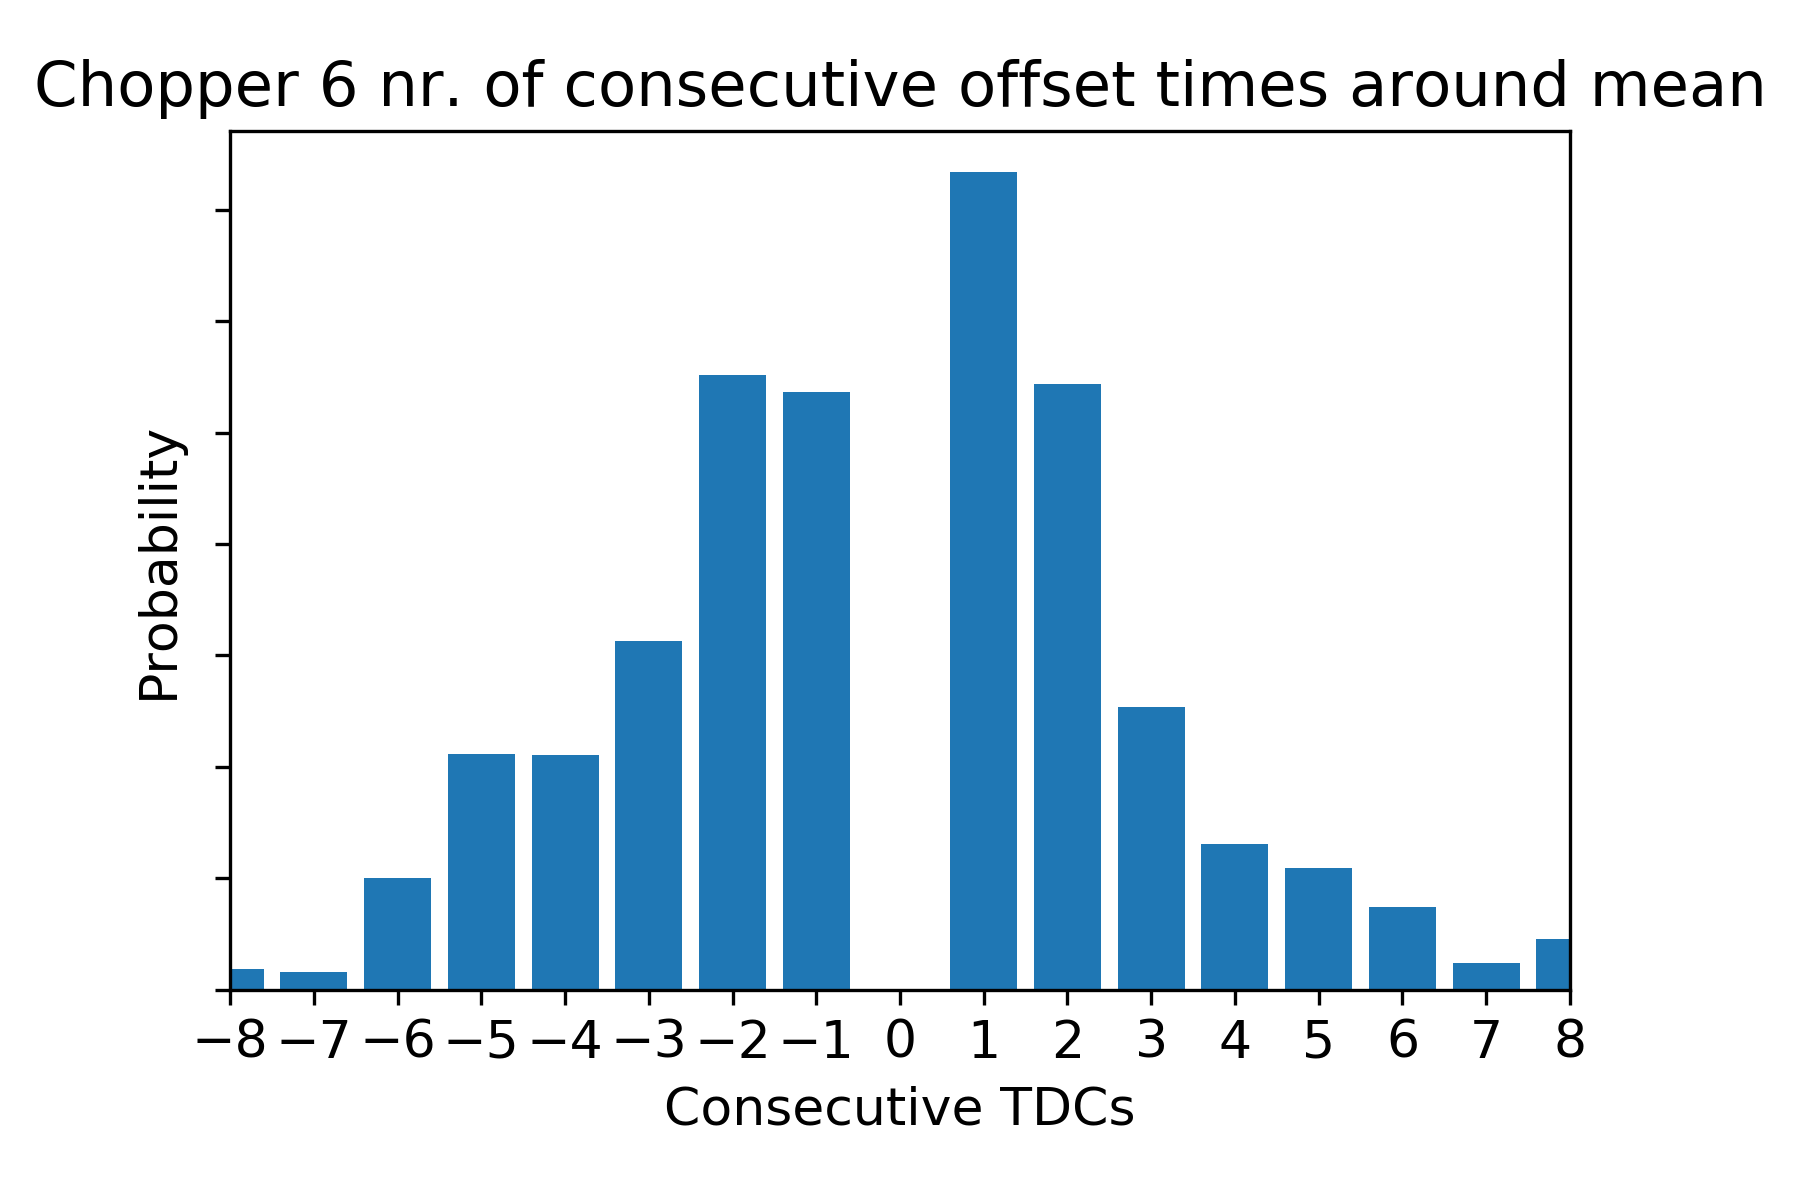 Chopper 6 nr. of consecutive offset times around mean
Probability
−8 −7 −6 −5 −4 −3 −2 −1 0 1 2 3 4 5 6 7 8
Consecutive TDCs